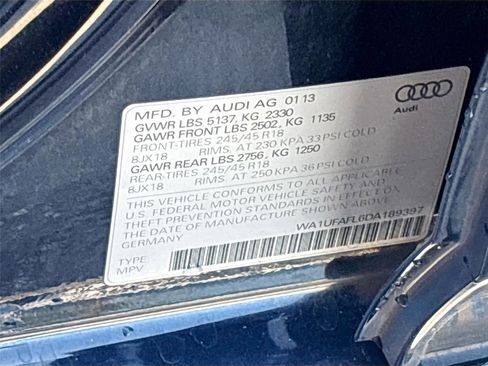 MFD. BY AUDI AG 01 13
GVWR LBS 5137, KG 2330
GAWR FRONT LBS 2502, KG 1135
FRONT-TIRES 245/45 R18
8JX18 RIMS. AT 230 KPA 33 PSI COLD
GAWR REAR LBS 2756, KG 1250
REAR-TIRES 245/45 R18
8JX18 RIMS. AT 250 KPA 36 PSI COLD
THIS VEHICLE CONFORMS TO ALL APPLICABLE
U.S. FEDERAL MOTOR VEHICLE SAFETY AND
THEFT PREVENTION STANDARDS IN EFFECT ON
THE DATE OF MANUFACTURE SHOWN ABOVE
GERMANY
WA1UFAFL6DA189397
TYPE
MPV
Audi